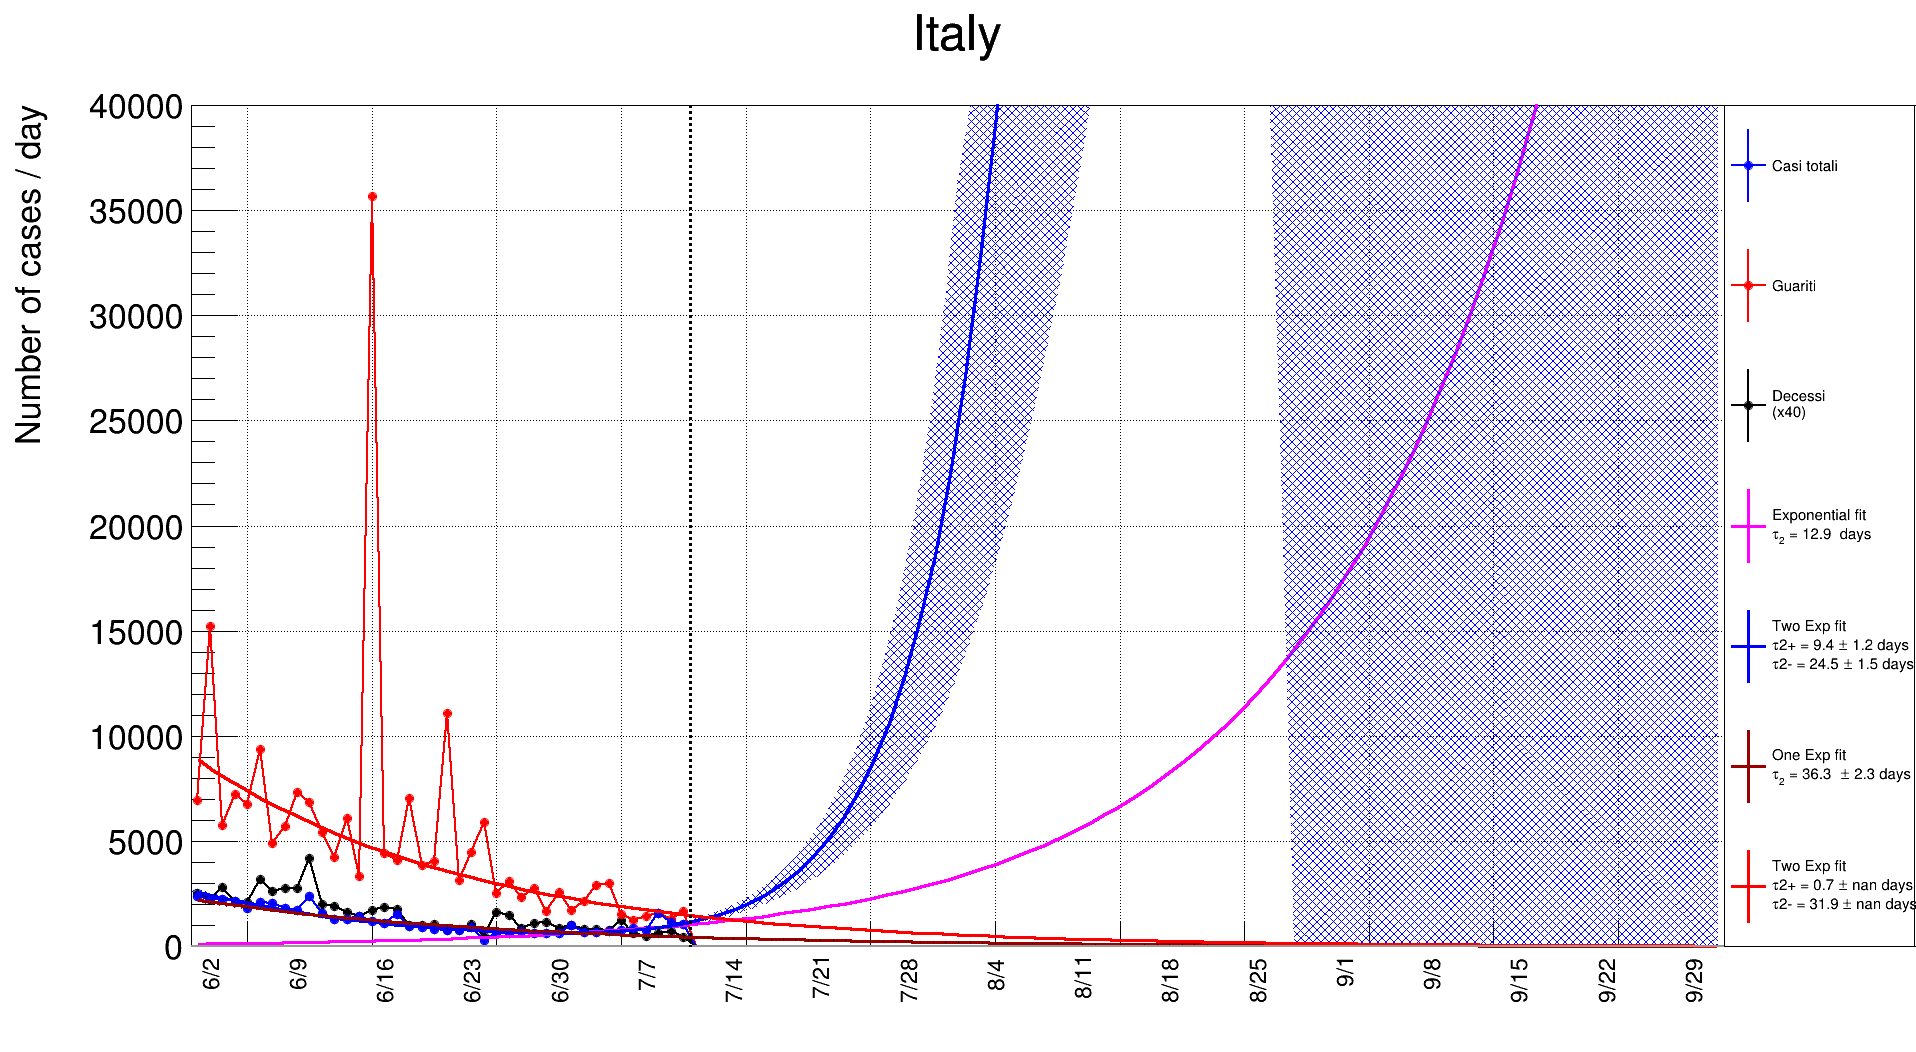 Italy
Number of cases / day
40000
35000
30000
25000
20000
15000
10000
5000
0
6/2
6/9
6/16
6/23
6/30
7/7
7/14
7/21
7/28
8/4
8/11
8/18
8/25
9/1
9/8
9/15
9/22
9/29
Casi totali
Guariti
Decessi
(x40)
Exponential fit
τ2 = 12.9 days
Two Exp fit
τ2+ = 9.4 ± 1.2 days
τ2- = 24.5 ± 1.5 days
One Exp fit
τ2 = 36.3 ± 2.3 days
Two Exp fit
τ2+ = 0.7 ± nan days
τ2- = 31.9 ± nan days